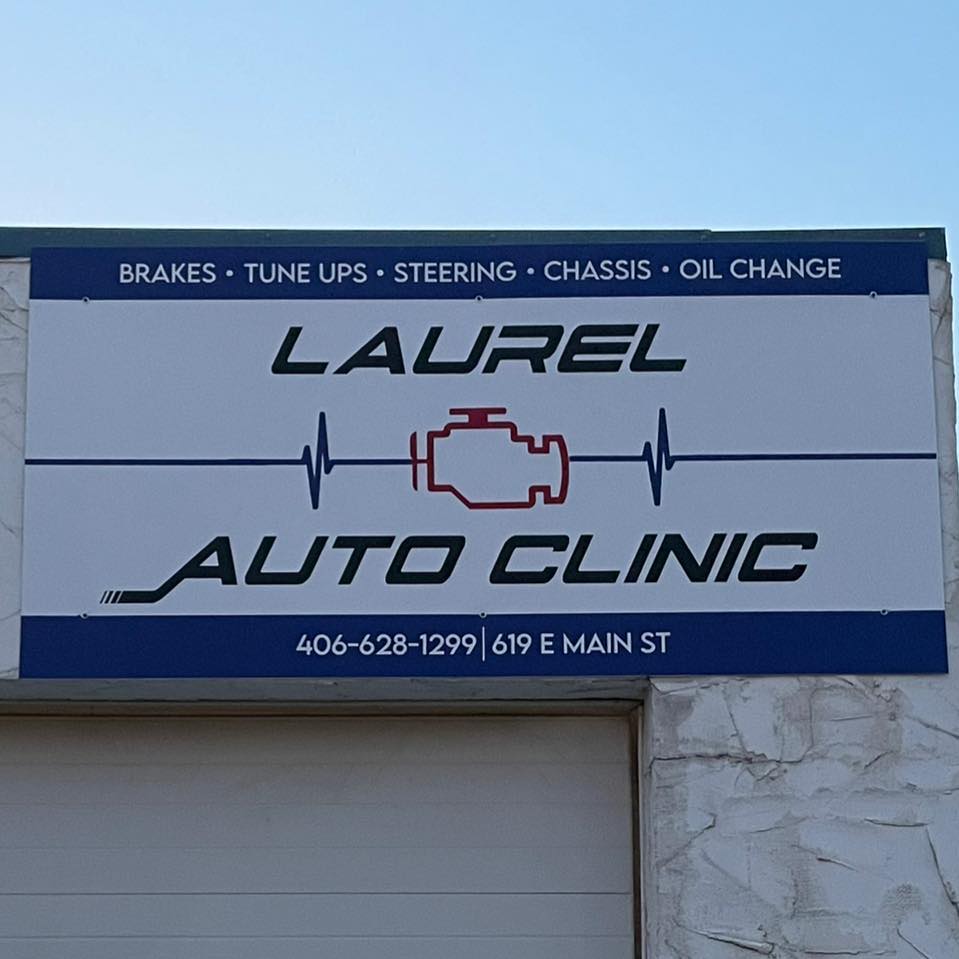 BRAKES • TUNE UPS • STEERING • CHASSIS • OIL CHANGE
LAUREL
AUTO CLINIC
406-628-1299 | 619 E MAIN ST